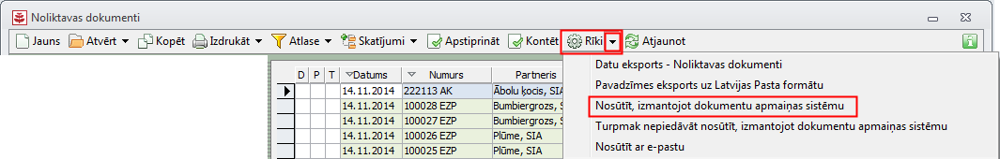 Noliktavas dokumenti
Jauns Atvērt Kopēt Izdrukāt Atlase Skatījumi Apstiprināt Kontēt Rīki Atjaunot
Datu eksports - Noliktavas dokumenti
Pavadzīmes eksports uz Latvijas Pasta formātu
Nosūtīt, izmantojot dokumentu apmaiņas sistēmu
Turpmak nepiedāvāt nosūtīt, izmantojot dokumentu apmaiņas sistēmu
Nosūtīt ar e-pastu
D P T Datums Numurs Partneris
14.11.2014 222113 AK Ābolu ķocis, SIA
14.11.2014 100028 EZP Bumbiergrozs, S
14.11.2014 100027 EZP Bumbiergrozs, S
14.11.2014 100026 EZP Plūme, SIA
14.11.2014 100025 EZP Plūme, SIA